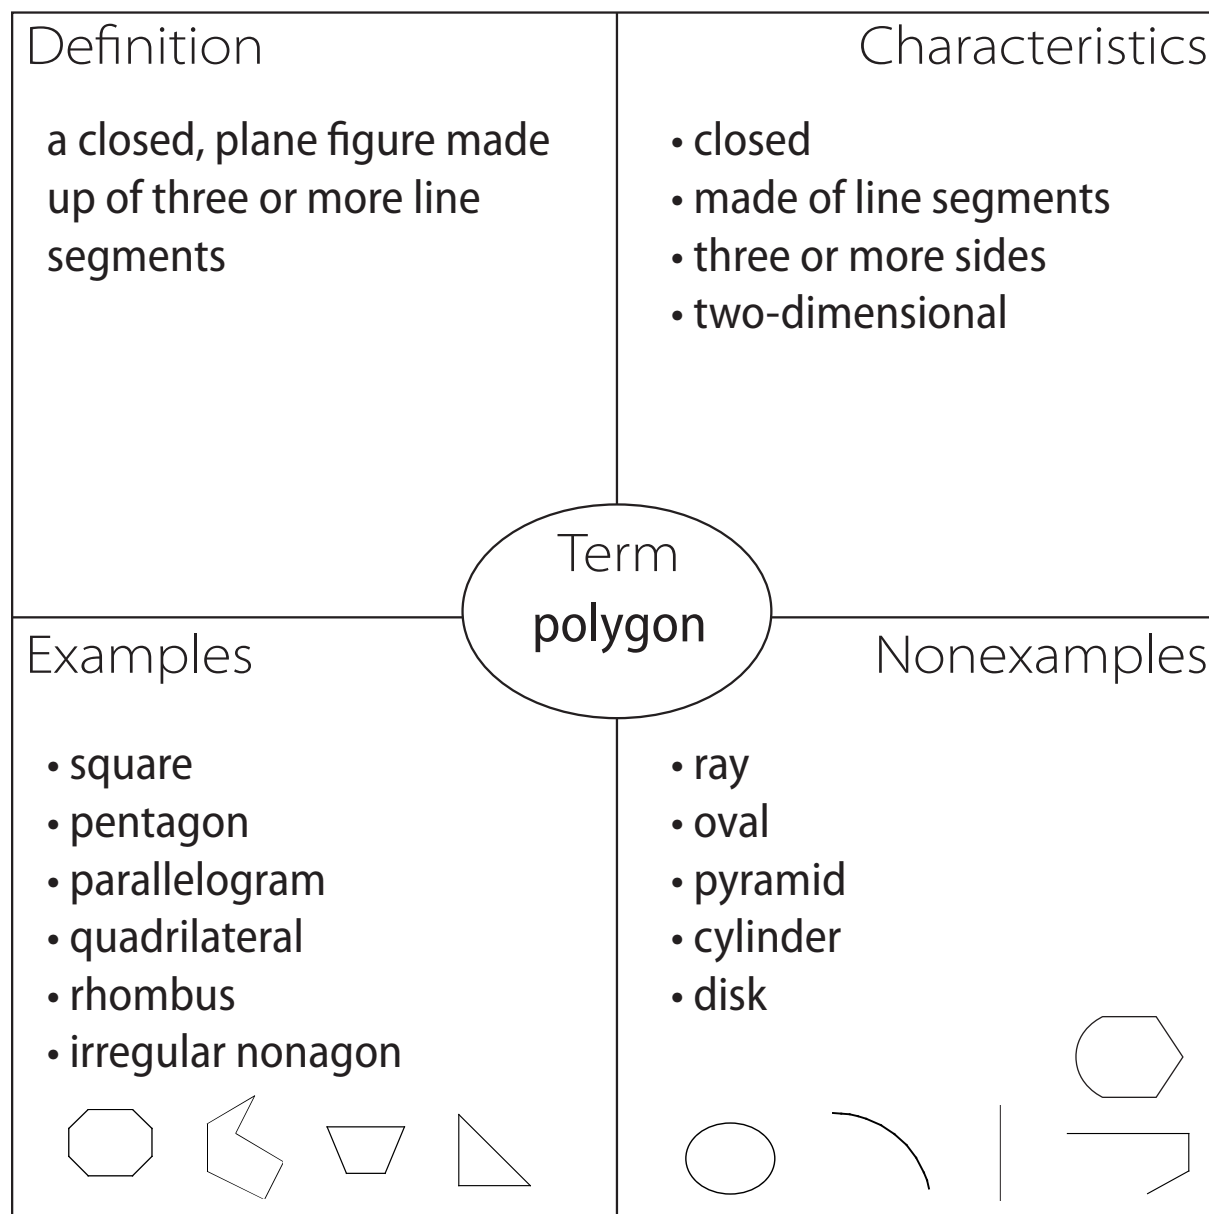 Definition
a closed, plane figure made
up of three or more line
segments
Characteristics
• closed
• made of line segments
• three or more sides
• two-dimensional
Term
polygon
Examples
• square
• pentagon
• parallelogram
• quadrilateral
• rhombus
• irregular nonagon
Nonexamples
• ray
• oval
• pyramid
• cylinder
• disk